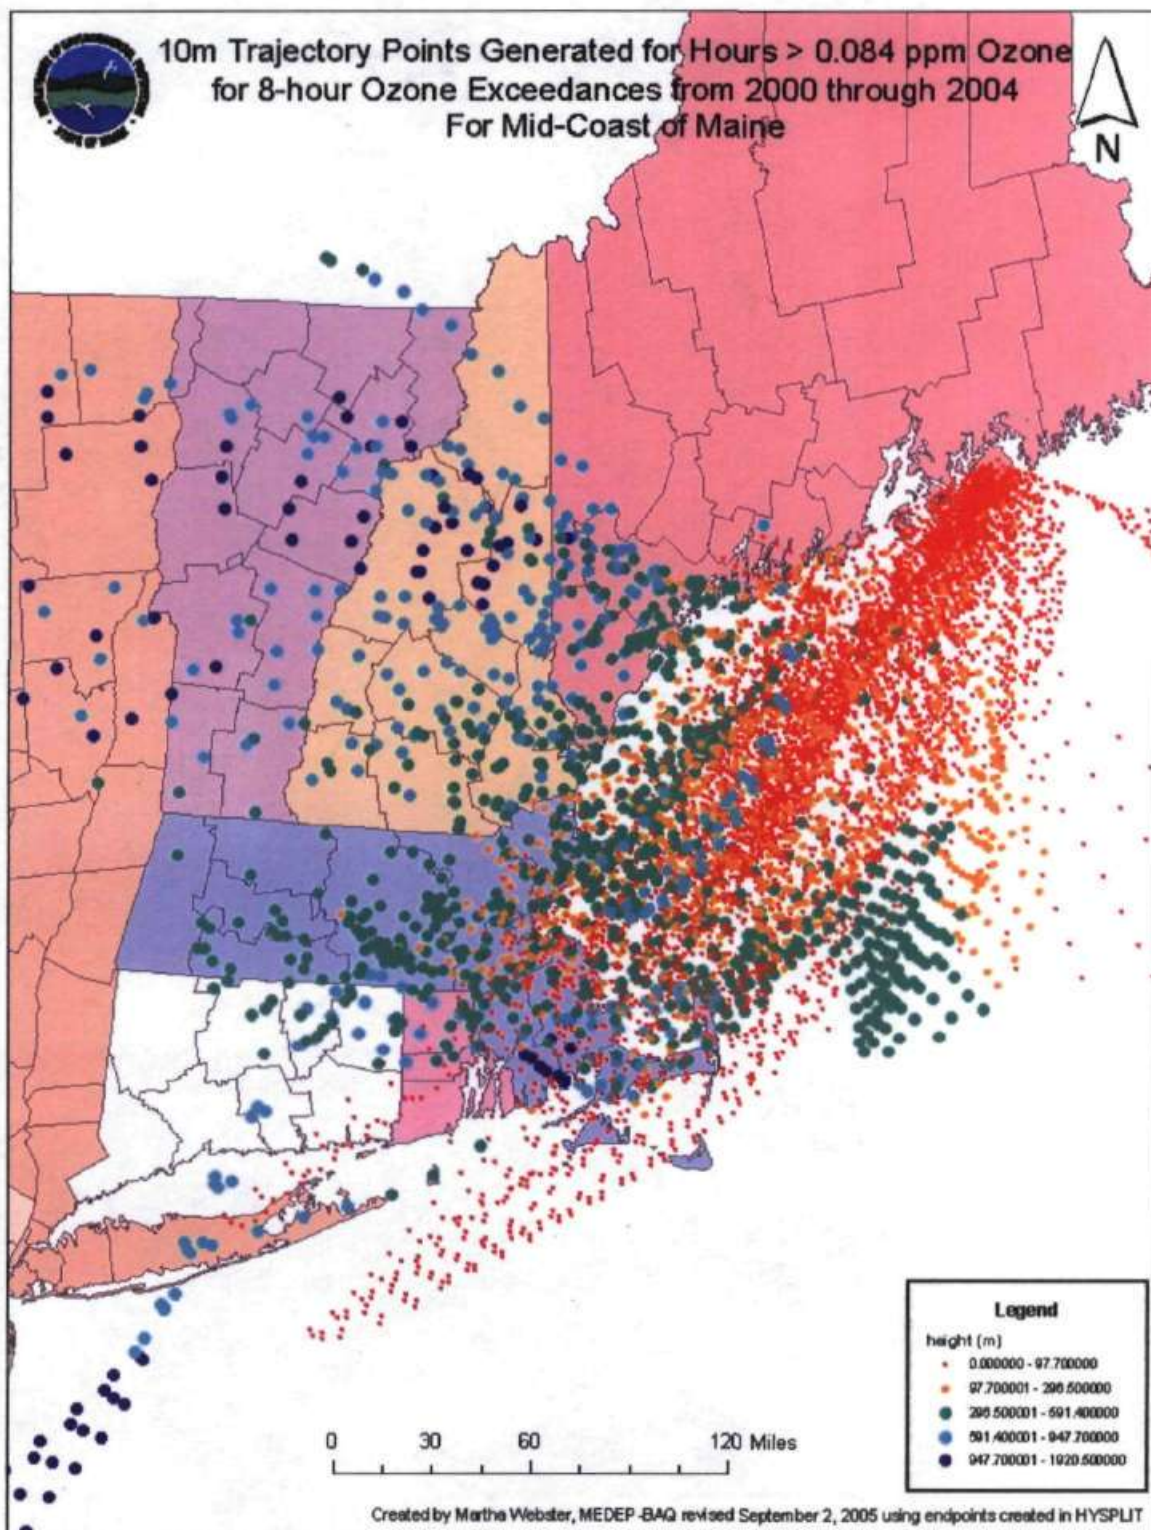 10m Trajectory Points Generated for Hours > 0.084 ppm Ozone
for 8-hour Ozone Exceedances from 2000 through 2004
For Mid-Coast of Maine
N
Legend
height (m)
0.000000 - 97.700000
97.700001 - 296.500000
296.500001 - 591.400000
591.400001 - 947.700000
947.700001 - 1920.500000
0 30 60 120 Miles
Created by Martha Webster, MEDEP-BAQ revised September 2, 2005 using endpoints created in HYSPLIT